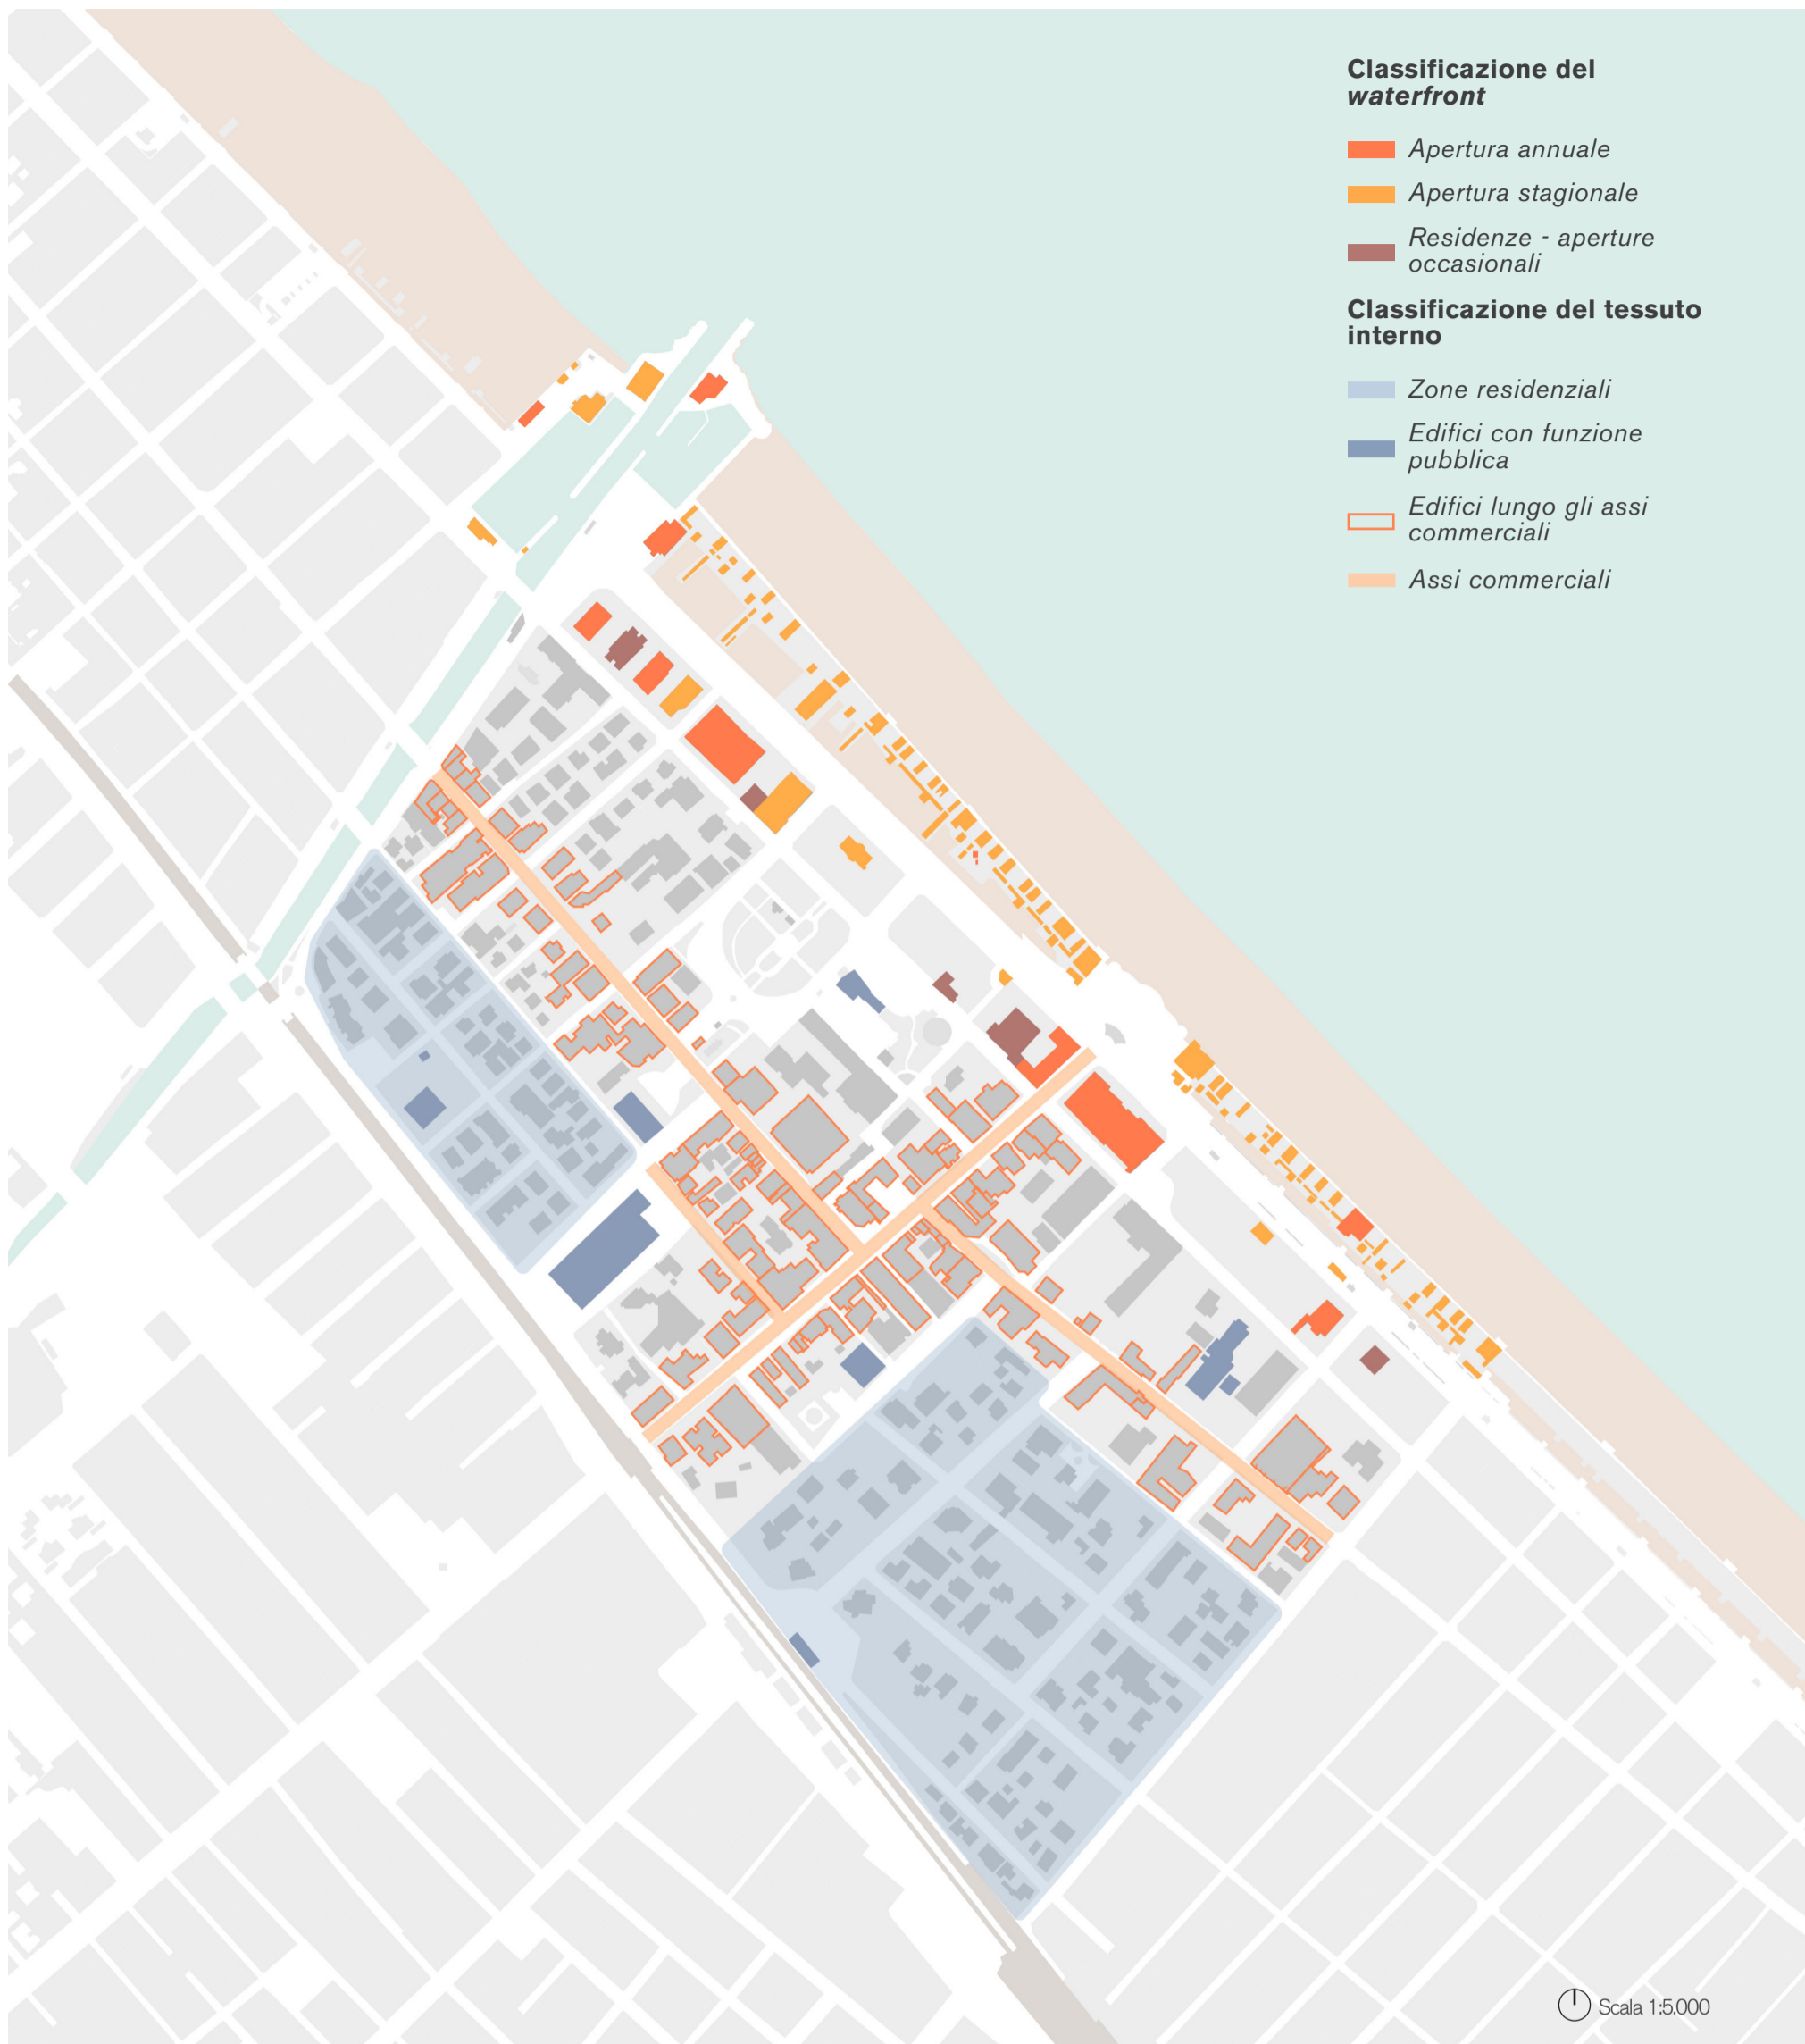 Classificazione del
waterfront
Apertura annuale
Apertura stagionale
Residenze - aperture
occasionali
Classificazione del tessuto
interno
Zone residenziali
Edifici con funzione
pubblica
Edifici lungo gli assi
commerciali
Assi commerciali
Scala 1:5.000